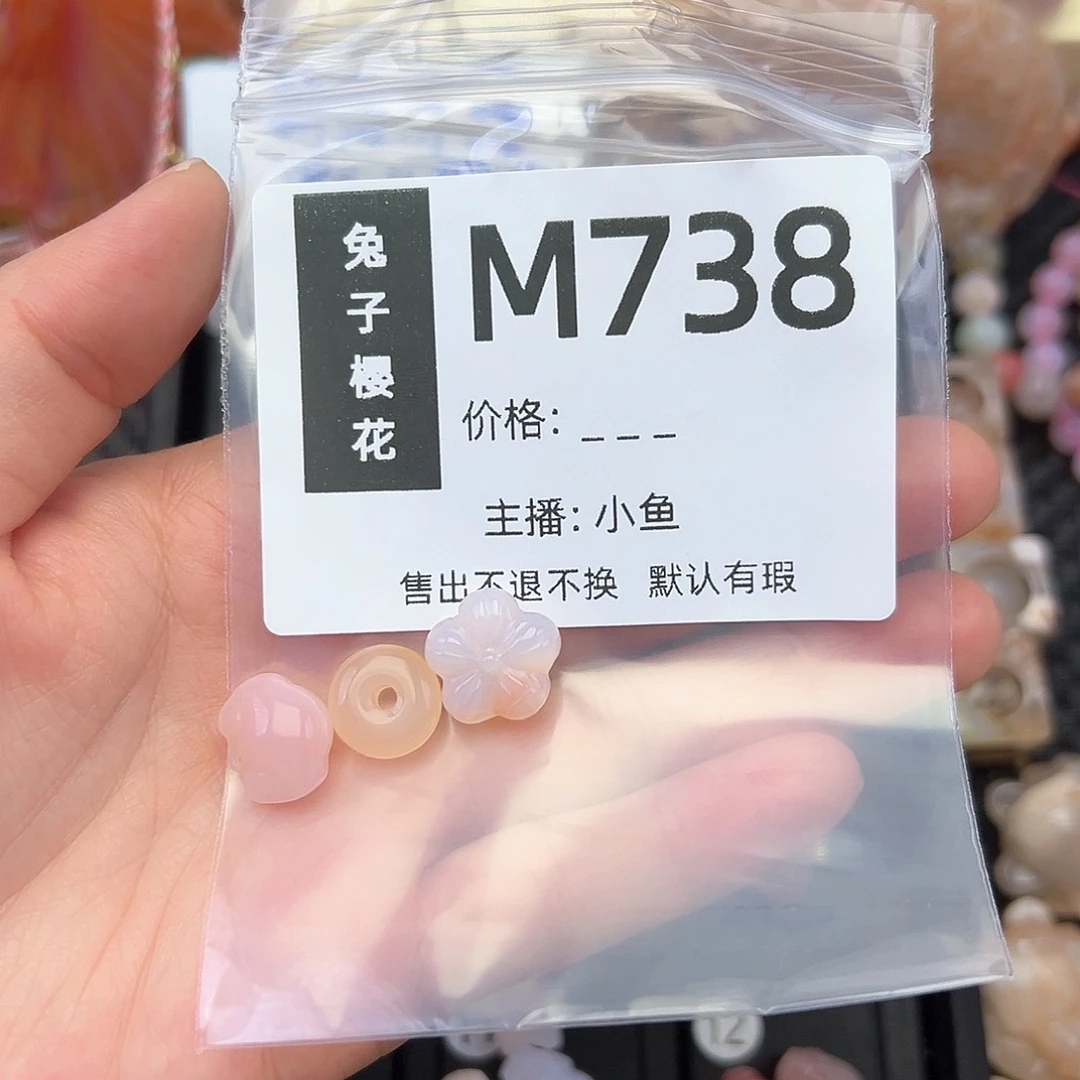 兔子樱花
M738
价格: _ _ _
主播: 小鱼
售出不退不换 默认有瑕
12